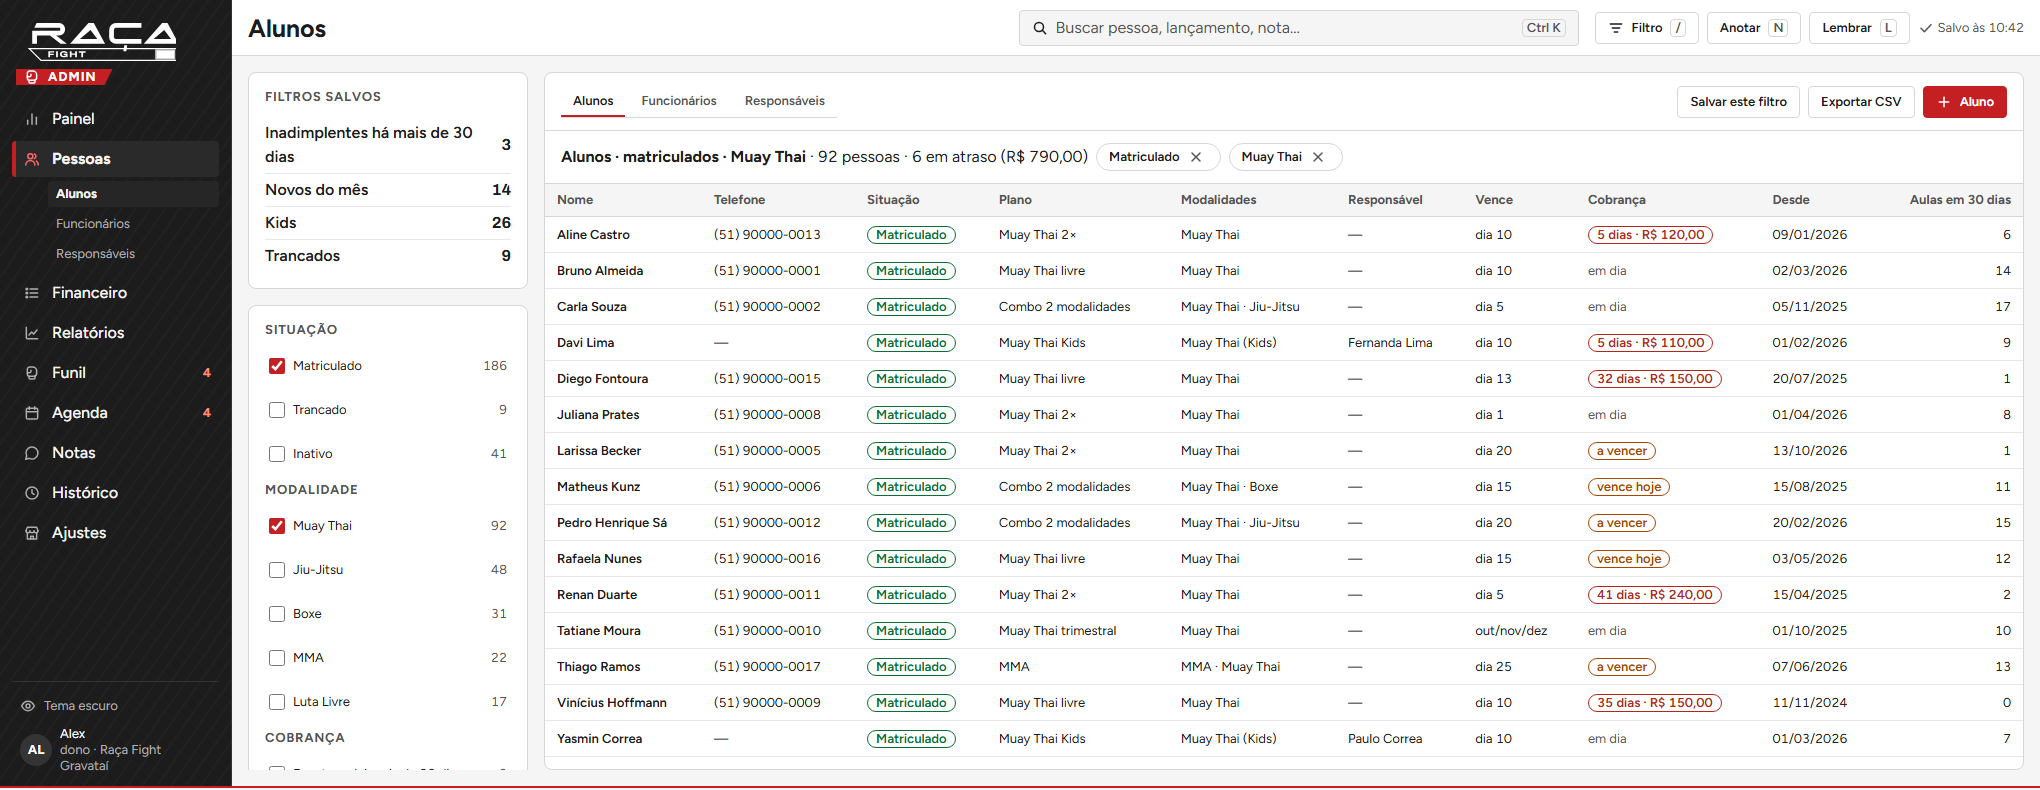 RAÇA
FIGHT
ADMIN
Painel
Pessoas
Alunos
Funcionários
Responsáveis
Financeiro
Relatórios
Funil 4
Agenda 4
Notas
Histórico
Ajustes
Tema escuro
AL
Alex
dono · Raça Fight
Gravataí
Alunos
Buscar pessoa, lançamento, nota... Ctrl K
Filtro /
Anotar N
Lembrar L
Salvo às 10:42
FILTROS SALVOS
Inadimplentes há mais de 30
dias 3
Novos do mês 14
Kids 26
Trancados 9
SITUAÇÃO
Matriculado 186
Trancado 9
Inativo 41
MODALIDADE
Muay Thai 92
Jiu-Jitsu 48
Boxe 31
MMA 22
Luta Livre 17
COBRANÇA
Alunos Funcionários Responsáveis
Salvar este filtro
Exportar CSV
+ Aluno
Alunos · matriculados · Muay Thai · 92 pessoas · 6 em atraso (R$ 790,00) Matriculado × Muay Thai ×
Nome Telefone Situação Plano Modalidades Responsável Vence Cobrança Desde Aulas em 30 dias
Aline Castro (51) 90000-0013 Matriculado Muay Thai 2× Muay Thai — dia 10 5 dias · R$ 120,00 09/01/2026 6
Bruno Almeida (51) 90000-0001 Matriculado Muay Thai livre Muay Thai — dia 10 em dia 02/03/2026 14
Carla Souza (51) 90000-0002 Matriculado Combo 2 modalidades Muay Thai · Jiu-Jitsu — dia 5 em dia 05/11/2025 17
Davi Lima — Matriculado Muay Thai Kids Muay Thai (Kids) Fernanda Lima dia 10 5 dias · R$ 110,00 01/02/2026 9
Diego Fontoura (51) 90000-0015 Matriculado Muay Thai livre Muay Thai — dia 13 32 dias · R$ 150,00 20/07/2025 1
Juliana Prates (51) 90000-0008 Matriculado Muay Thai 2× Muay Thai — dia 1 em dia 01/04/2026 8
Larissa Becker (51) 90000-0005 Matriculado Muay Thai 2× Muay Thai — dia 20 a vencer 13/10/2025 1
Matheus Kunz (51) 90000-0006 Matriculado Combo 2 modalidades Muay Thai · Boxe — dia 15 vence hoje 15/08/2025 11
Pedro Henrique Sá (51) 90000-0012 Matriculado Combo 2 modalidades Muay Thai · Jiu-Jitsu — dia 20 a vencer 20/02/2026 15
Rafaela Nunes (51) 90000-0016 Matriculado Muay Thai livre Muay Thai — dia 15 vence hoje 03/05/2026 12
Renan Duarte (51) 90000-0011 Matriculado Muay Thai 2× Muay Thai — dia 5 41 dias · R$ 240,00 15/04/2025 2
Tatiane Moura (51) 90000-0010 Matriculado Muay Thai trimestral Muay Thai — out/nov/dez em dia 01/10/2025 10
Thiago Ramos (51) 90000-0017 Matriculado MMA MMA · Muay Thai — dia 25 a vencer 07/06/2026 13
Vinícius Hoffmann (51) 90000-0009 Matriculado Muay Thai livre Muay Thai — dia 10 35 dias · R$ 150,00 11/11/2024 0
Yasmin Correa — Matriculado Muay Thai Kids Muay Thai (Kids) Paulo Correa dia 10 em dia 01/03/2026 7